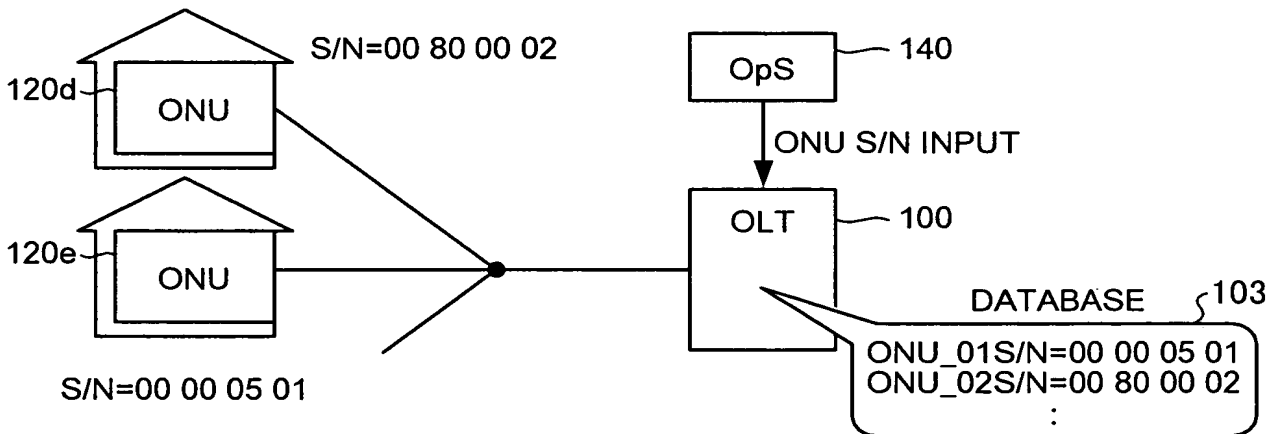 S/N=00 80 00 02
120d
ONU
120e
ONU
S/N=00 00 05 01
OpS
140
ONU S/N INPUT
OLT
100
DATABASE
103
ONU_01S/N=00 00 05 01
ONU_02S/N=00 80 00 02
: